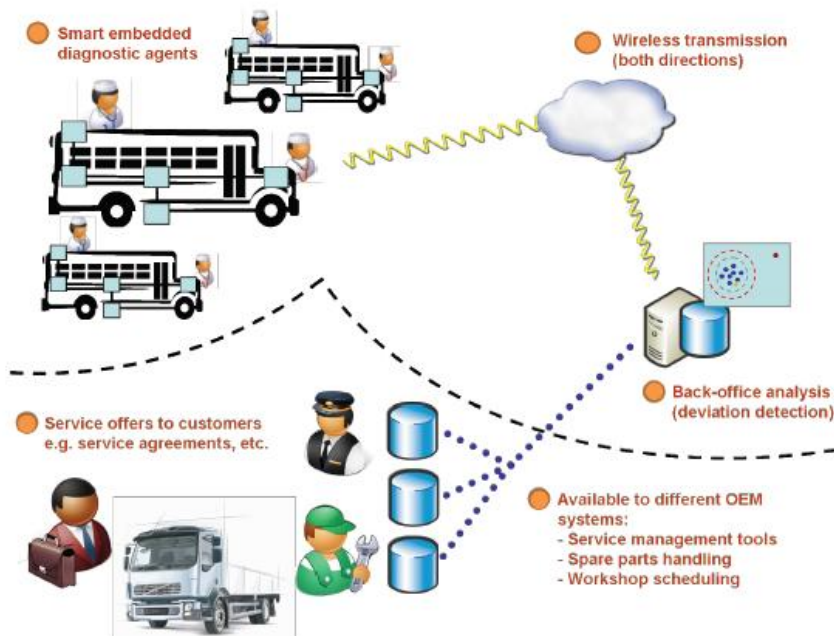 Smart embedded
diagnostic agents
Wireless transmission
(both directions)
Back-office analysis
(deviation detection)
Service offers to customers
e.g. service agreements, etc.
Available to different OEM
systems:
- Service management tools
- Spare parts handling
- Workshop scheduling